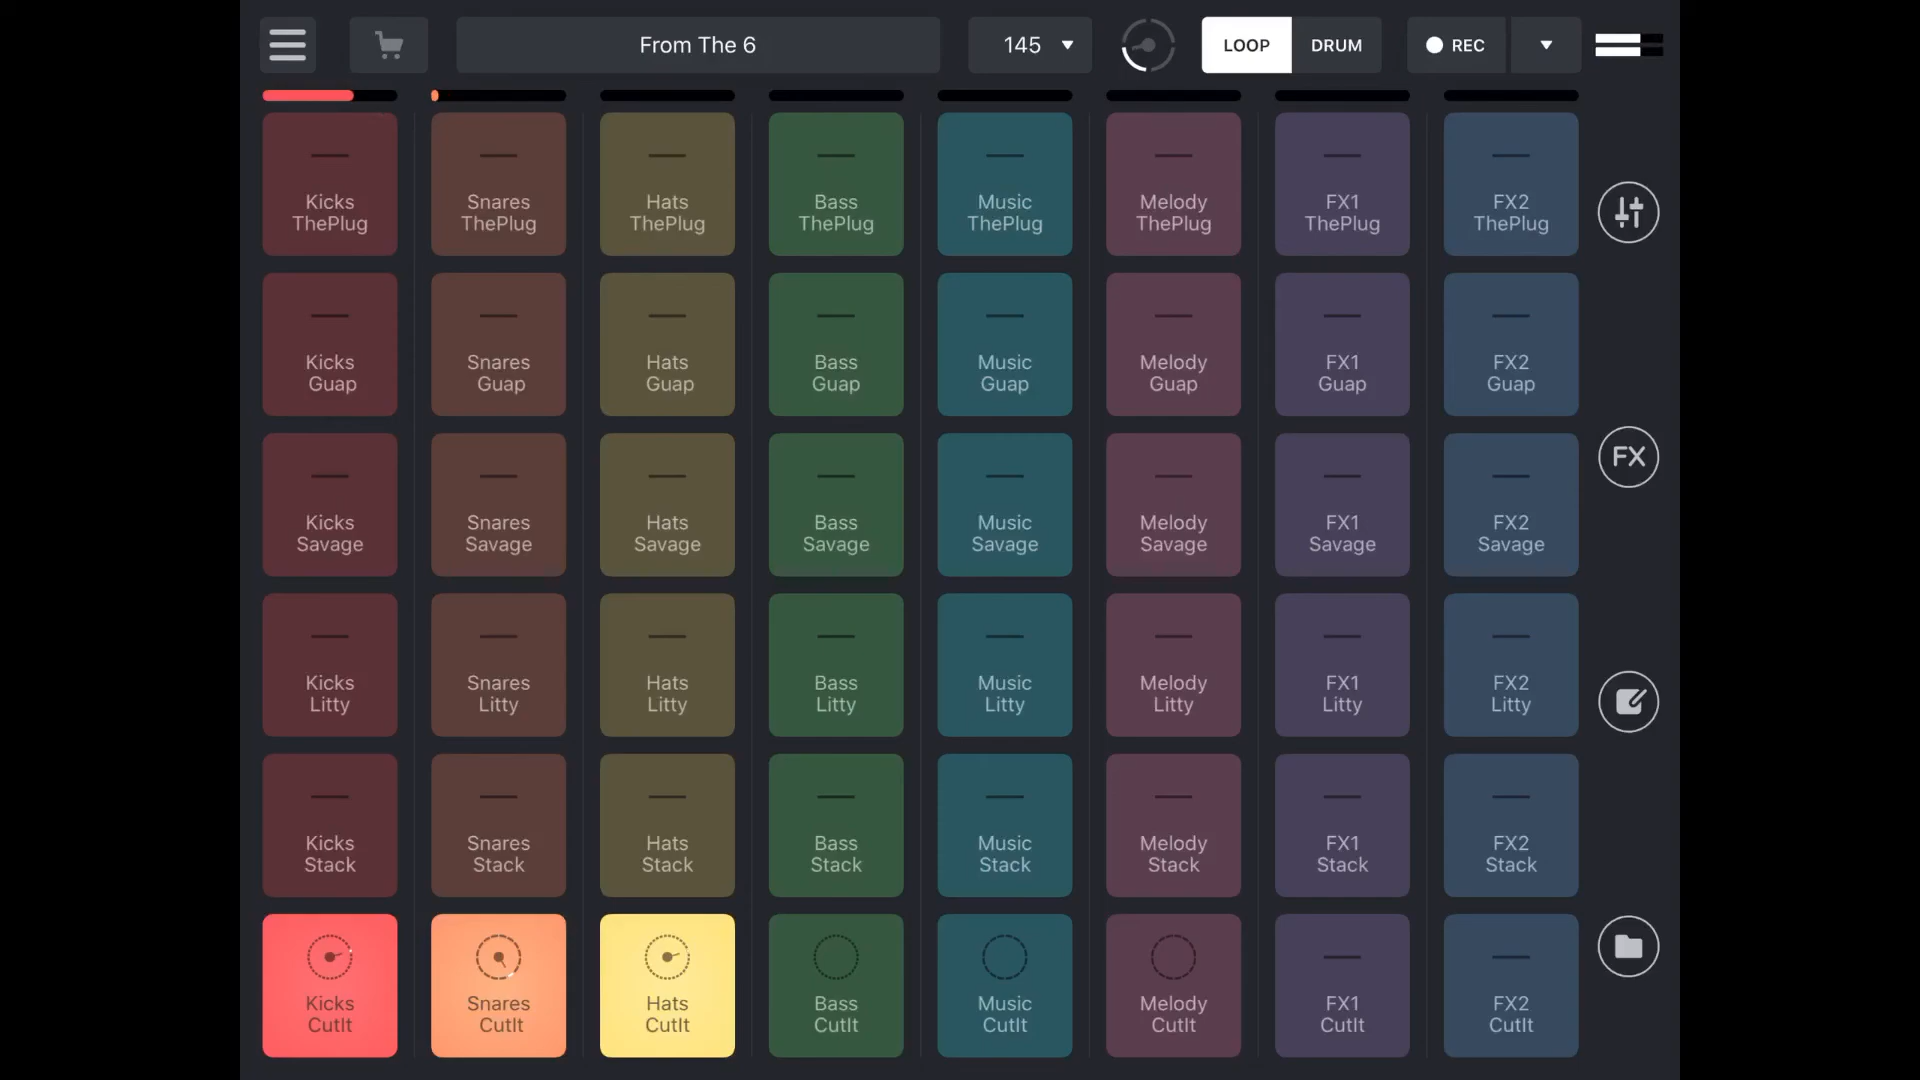 From The 6
145
LOOP
DRUM
REC
Kicks
ThePlug
Snares
ThePlug
Hats
ThePlug
Bass
ThePlug
Music
ThePlug
Melody
ThePlug
FX1
ThePlug
FX2
ThePlug
Kicks
Guap
Snares
Guap
Hats
Guap
Bass
Guap
Music
Guap
Melody
Guap
FX1
Guap
FX2
Guap
Kicks
Savage
Snares
Savage
Hats
Savage
Bass
Savage
Music
Savage
Melody
Savage
FX1
Savage
FX2
Savage
FX
Kicks
Litty
Snares
Litty
Hats
Litty
Bass
Litty
Music
Litty
Melody
Litty
FX1
Litty
FX2
Litty
Kicks
Stack
Snares
Stack
Hats
Stack
Bass
Stack
Music
Stack
Melody
Stack
FX1
Stack
FX2
Stack
Kicks
CutIt
Snares
CutIt
Hats
CutIt
Bass
CutIt
Music
CutIt
Melody
CutIt
FX1
CutIt
FX2
CutIt